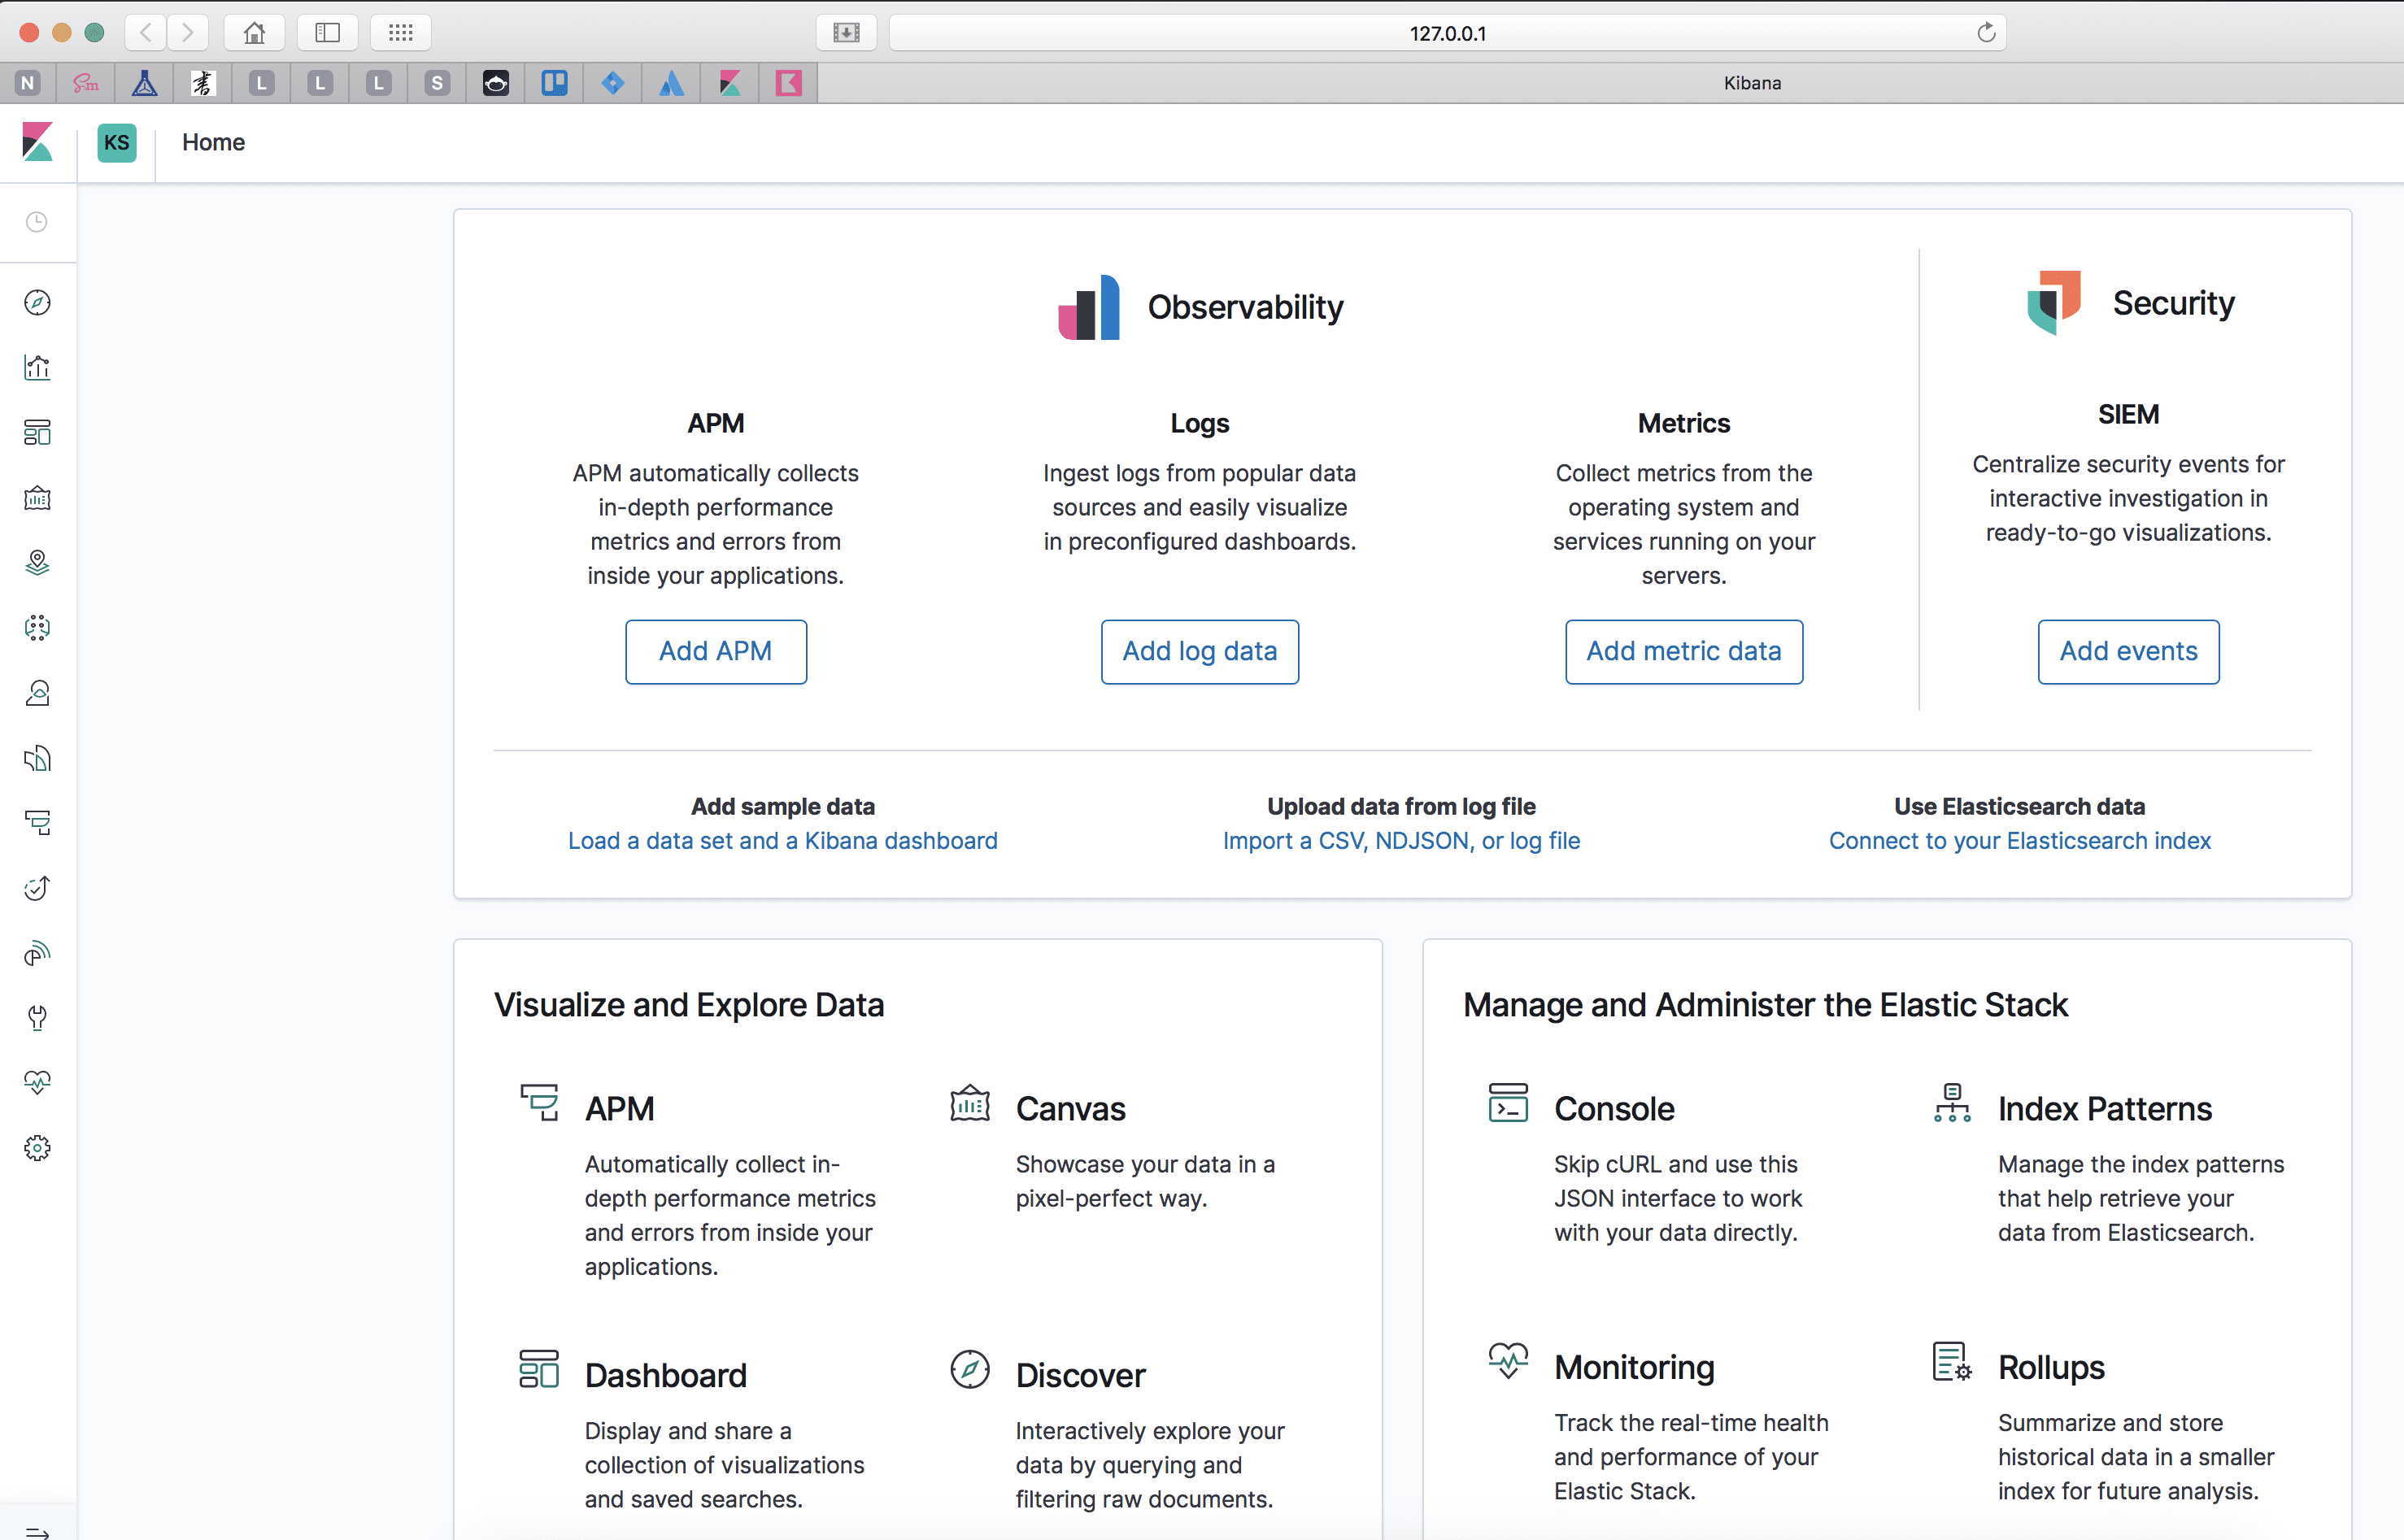 127.0.0.1
N
Sm
書
L
L
L
S
Kibana
KS
Home
Observability
Security
APM
APM automatically collects
in-depth performance
metrics and errors from
inside your applications.
Add APM
Logs
Ingest logs from popular data
sources and easily visualize
in preconfigured dashboards.
Add log data
Metrics
Collect metrics from the
operating system and
services running on your
servers.
Add metric data
SIEM
Centralize security events for
interactive investigation in
ready-to-go visualizations.
Add events
Add sample data
Load a data set and a Kibana dashboard
Upload data from log file
Import a CSV, NDJSON, or log file
Use Elasticsearch data
Connect to your Elasticsearch index
Visualize and Explore Data
APM
Automatically collect in-
depth performance metrics
and errors from inside your
applications.
Canvas
Showcase your data in a
pixel-perfect way.
Dashboard
Display and share a
collection of visualizations
and saved searches.
Discover
Interactively explore your
data by querying and
filtering raw documents.
Manage and Administer the Elastic Stack
Console
Skip cURL and use this
JSON interface to work
with your data directly.
Index Patterns
Manage the index patterns
that help retrieve your
data from Elasticsearch.
Monitoring
Track the real-time health
and performance of your
Elastic Stack.
Rollups
Summarize and store
historical data in a smaller
index for future analysis.